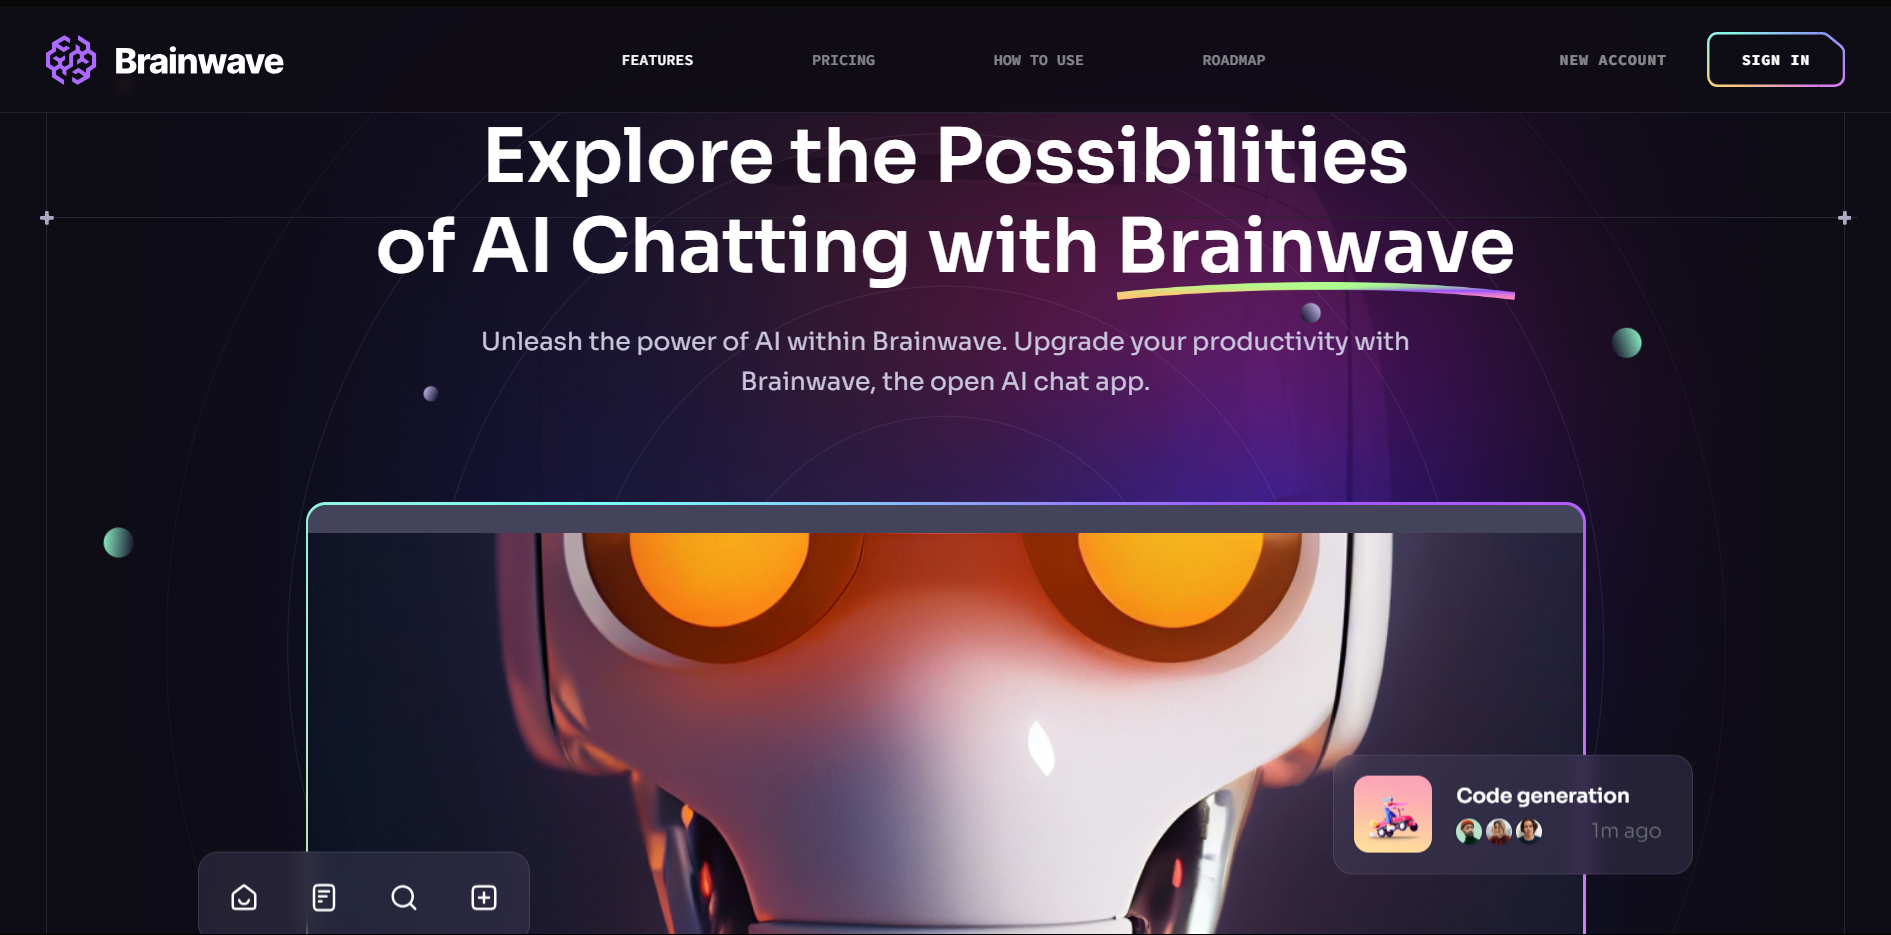 Brainwave
FEATURES
PRICING
HOW TO USE
ROADMAP
NEW ACCOUNT
SIGN IN
Explore the Possibilities
of AI Chatting with Brainwave
Unleash the power of AI within Brainwave. Upgrade your productivity with
Brainwave, the open AI chat app.
Code generation
1m ago